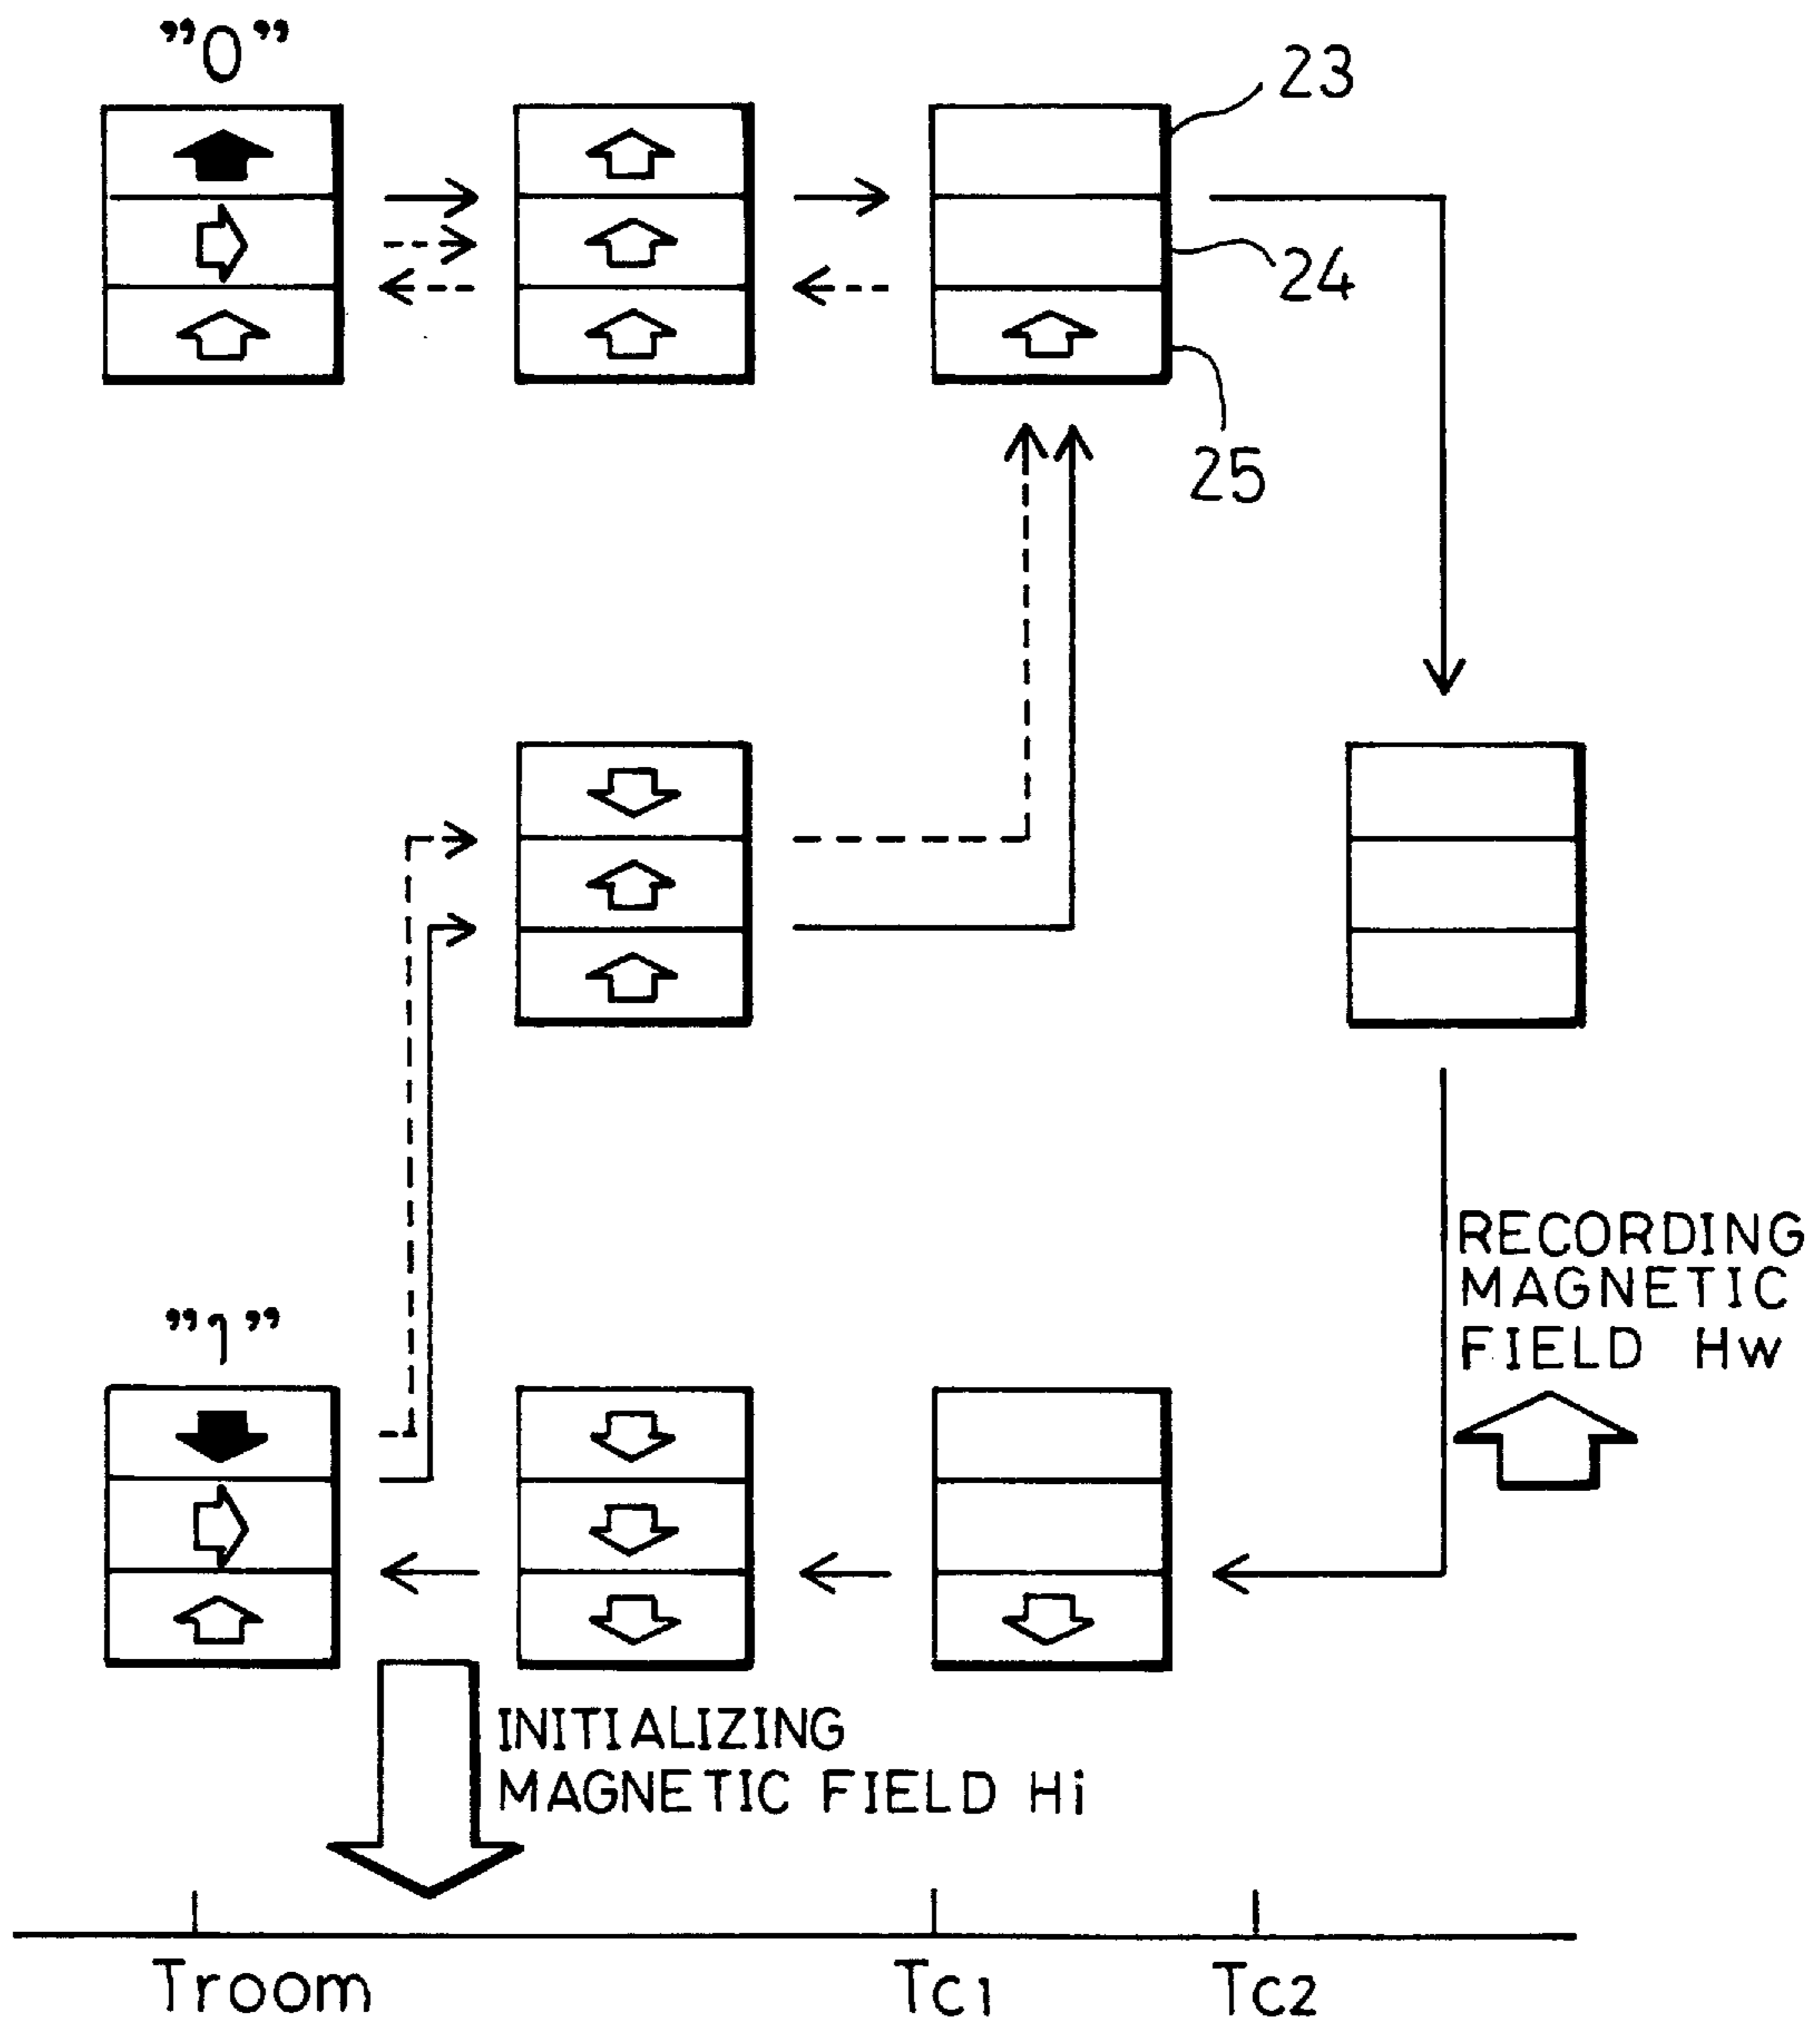 ”0”
23
24
25
RECORDING
MAGNETIC
FIELD Hw
”1”
INITIALIZING
MAGNETIC FIELD Hi
Troom
Tc1
Tc2